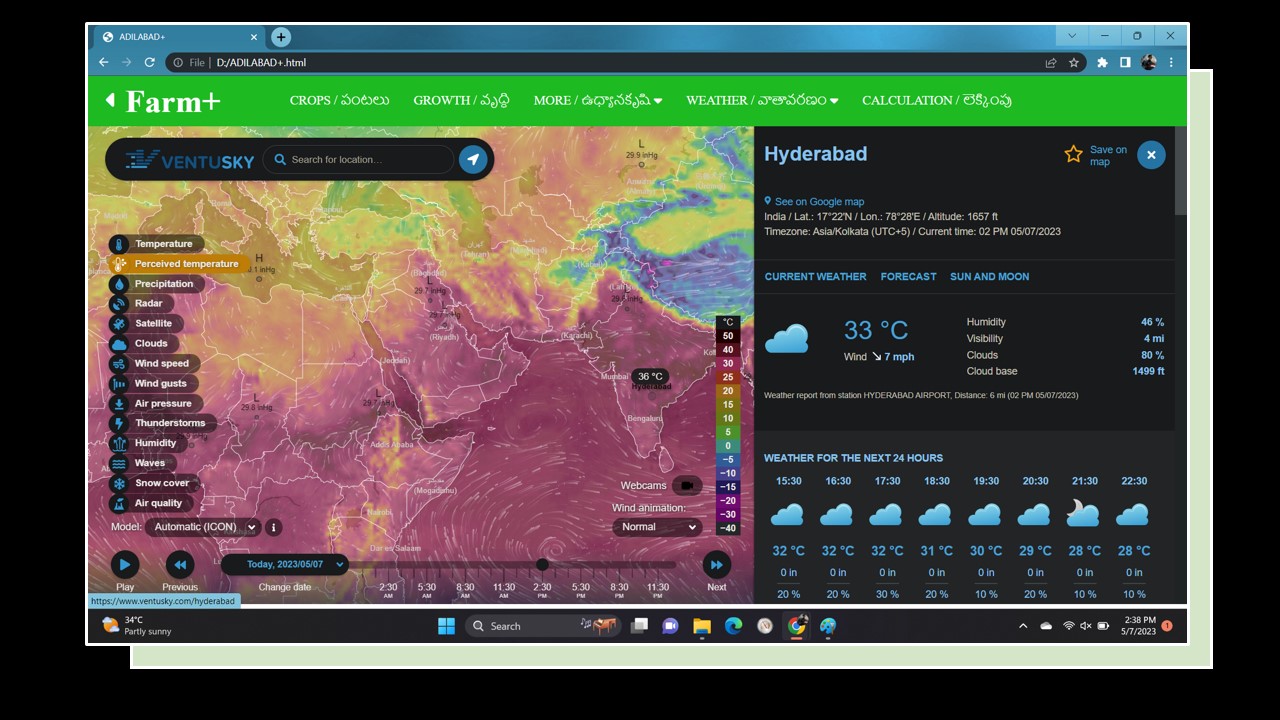 ADILABAD+
File | D:/ADILABAD+.html
Farm+
CROPS / పంటలు GROWTH / వృద్ధి MORE / ఉద్యానకృషి WEATHER / వాతావరణం CALCULATION / లెక్కింపు
VENTUSKY Search for location...
L
29.9 inHg
H
L
29.8 inHg
Temperature
Perceived temperature
Precipitation
Radar
Satellite
Clouds
Wind speed
Wind gusts
Air pressure
Thunderstorms
Humidity
Waves
Snow cover
Air quality
Model: Automatic (ICON) i
(Riyadh)
(Jeddah)
(Karachi)
Mumbai 36 °C
Hyderabad
Bengaluru
Addis Ababa
(Mogadishu)
Nairobi
Dar es Salaam
°C
50
40
30
25
20
15
10
5
0
−5
−10
−15
−20
−30
−40
Webcams
Wind animation:
Normal
Play Previous
Today, 2023/05/07
Change date
2:30 AM 5:30 AM 8:30 AM 11:30 AM 2:30 PM 5:30 PM 8:30 PM 11:30 PM
Next
https://www.ventusky.com/hyderabad
Hyderabad
Save on map
See on Google map
India / Lat.: 17°22'N / Lon.: 78°28'E / Altitude: 1657 ft
Timezone: Asia/Kolkata (UTC+5) / Current time: 02 PM 05/07/2023
CURRENT WEATHER FORECAST SUN AND MOON
33 °C
Wind 7 mph
Humidity 46 %
Visibility 4 mi
Clouds 80 %
Cloud base 1499 ft
Weather report from station HYDERABAD AIRPORT, Distance: 6 mi (02 PM 05/07/2023)
WEATHER FOR THE NEXT 24 HOURS
15:30 16:30 17:30 18:30 19:30 20:30 21:30 22:30
32 °C 32 °C 32 °C 31 °C 30 °C 29 °C 28 °C 28 °C
0 in 0 in 0 in 0 in 0 in 0 in 0 in 0 in
20 % 20 % 30 % 20 % 10 % 20 % 10 % 10 %
34°C
Partly sunny
Search
2:38 PM
5/7/2023
1